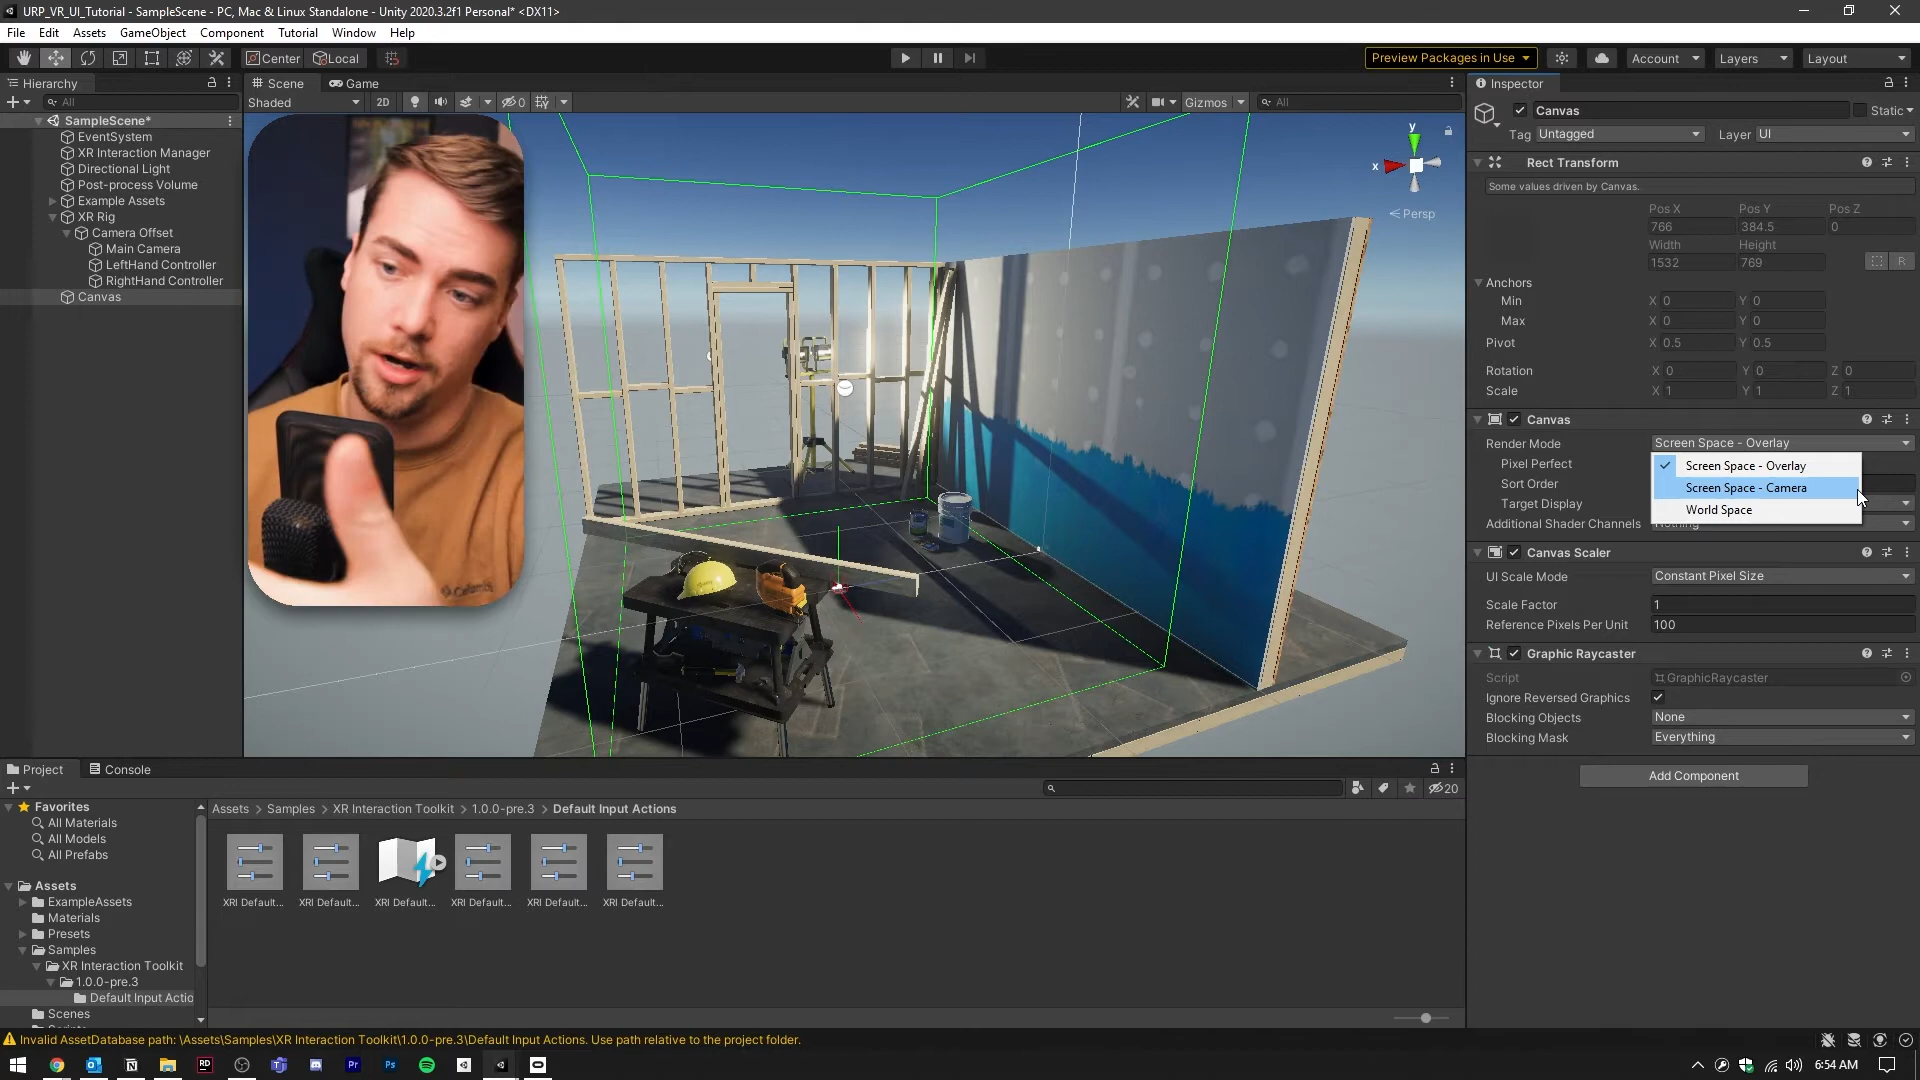 URP_VR_UI_Tutorial - SampleScene - PC, Mac & Linux Standalone - Unity 2020.3.2f1 Personal* <DX11>
File Edit Assets GameObject Component Tutorial Window Help
Center Local Preview Packages in Use Account Layers Layout
Hierarchy
All
SampleScene*
EventSystem
XR Interaction Manager
Directional Light
Post-process Volume
Example Assets
XR Rig
Camera Offset
Main Camera
LeftHand Controller
RightHand Controller
Canvas
Scene Game
Shaded 2D 0 Gizmos All
y
x
Persp
Inspector
Canvas Static
Tag Untagged Layer UI
Rect Transform
Some values driven by Canvas.
Pos X Pos Y Pos Z
766 384.5 0
Width Height
1532 769 R
Anchors
Min X 0 Y 0
Max X 0 Y 0
Pivot X 0.5 Y 0.5
Rotation X 0 Y 0 Z 0
Scale X 1 Y 1 Z 1
Canvas
Render Mode Screen Space - Overlay
Pixel Perfect
Sort Order
Target Display
Additional Shader Channels Nothing
Screen Space - Overlay
Screen Space - Camera
World Space
Canvas Scaler
UI Scale Mode Constant Pixel Size
Scale Factor 1
Reference Pixels Per Unit 100
Graphic Raycaster
Script GraphicRaycaster
Ignore Reversed Graphics
Blocking Objects None
Blocking Mask Everything
Add Component
Project Console
20
Favorites
All Materials
All Models
All Prefabs
Assets
ExampleAssets
Materials
Presets
Samples
XR Interaction Toolkit
1.0.0-pre.3
Default Input Actio
Scenes
Assets > Samples > XR Interaction Toolkit > 1.0.0-pre.3 > Default Input Actions
XRI Default... XRI Default... XRI Default... XRI Default... XRI Default... XRI Default...
Invalid AssetDatabase path: \Assets\Samples\XR Interaction Toolkit\1.0.0-pre.3\Default Input Actions. Use path relative to the project folder.
RD Pr Ps
6:54 AM